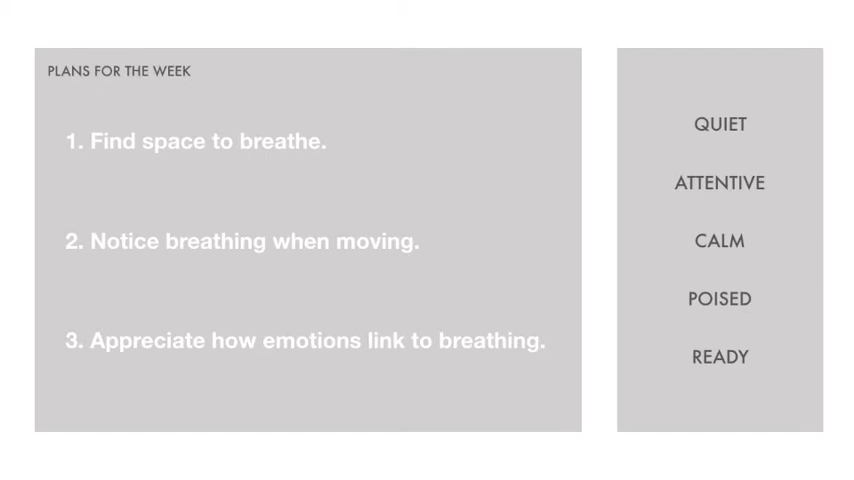 PLANS FOR THE WEEK
1. Find space to breathe.
2. Notice breathing when moving.
3. Appreciate how emotions link to breathing.
QUIET
ATTENTIVE
CALM
POISED
READY